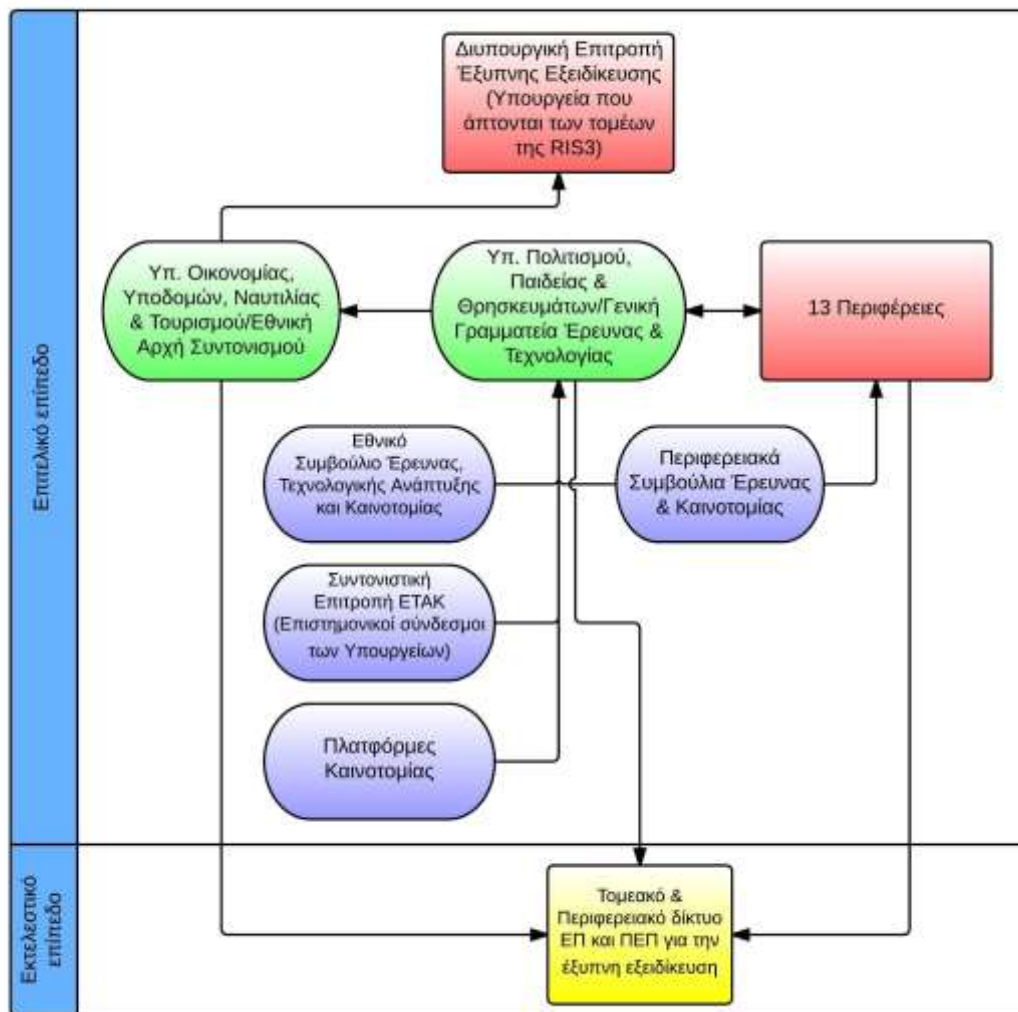 Επιτελικό επίπεδο
Διυπουργική Επιτροπή
Έξυπνης Εξειδίκευσης
(Υπουργεία που
άπτονται των τομέων
της RIS3)
Υπ. Οικονομίας,
Υποδομών, Ναυτιλίας
& Τουρισμού/Εθνική
Αρχή Συντονισμού
Υπ. Πολιτισμού,
Παιδείας &
Θρησκευμάτων/Γενική
Γραμματεία Έρευνας &
Τεχνολογίας
13 Περιφέρειες
Εθνικό
Συμβούλιο Έρευνας,
Τεχνολογικής Ανάπτυξης
και Καινοτομίας
Περιφερειακά
Συμβούλια Έρευνας
& Καινοτομίας
Συντονιστική
Επιτροπή ΕΤΑΚ
(Επιστημονικοί σύνδεσμοι
των Υπουργείων)
Πλατφόρμες
Καινοτομίας
Εκτελεστικό
επίπεδο
Τομεακό &
Περιφερειακό δίκτυο
ΕΠ και ΠΕΠ για την
έξυπνη εξειδίκευση